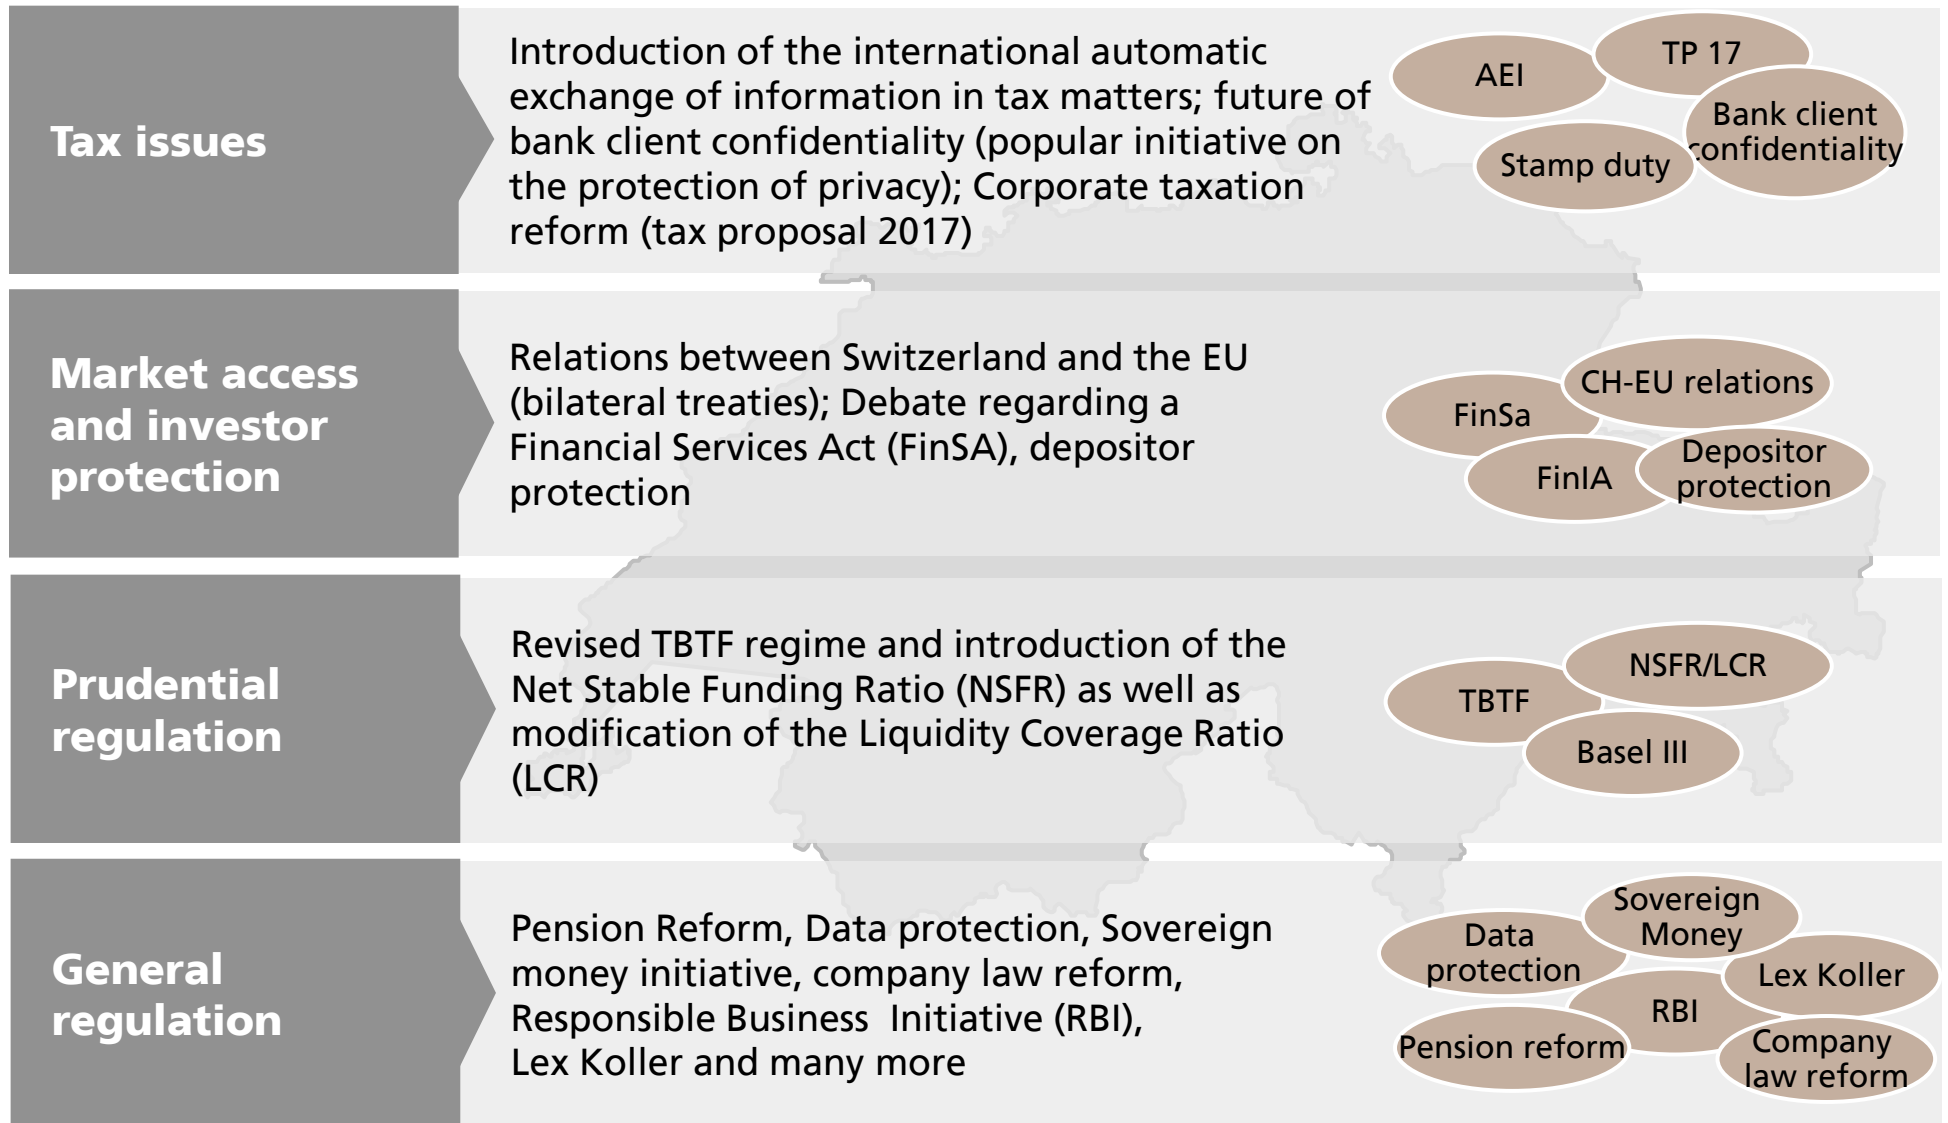 Tax issues
Introduction of the international automatic
exchange of information in tax matters; future of
bank client confidentiality (popular initiative on
the protection of privacy); Corporate taxation
reform (tax proposal 2017)
AEI
TP 17
Bank client
confidentiality
Stamp duty
Market access
and investor
protection
Relations between Switzerland and the EU
(bilateral treaties); Debate regarding a
Financial Services Act (FinSA), depositor
protection
CH-EU relations
FinSa
Depositor
protection
FinIA
Prudential
regulation
Revised TBTF regime and introduction of the
Net Stable Funding Ratio (NSFR) as well as
modification of the Liquidity Coverage Ratio
(LCR)
NSFR/LCR
TBTF
Basel III
General
regulation
Pension Reform, Data protection, Sovereign
money initiative, company law reform,
Responsible Business Initiative (RBI),
Lex Koller and many more
Sovereign
Money
Data
protection
Lex Koller
RBI
Pension reform
Company
law reform